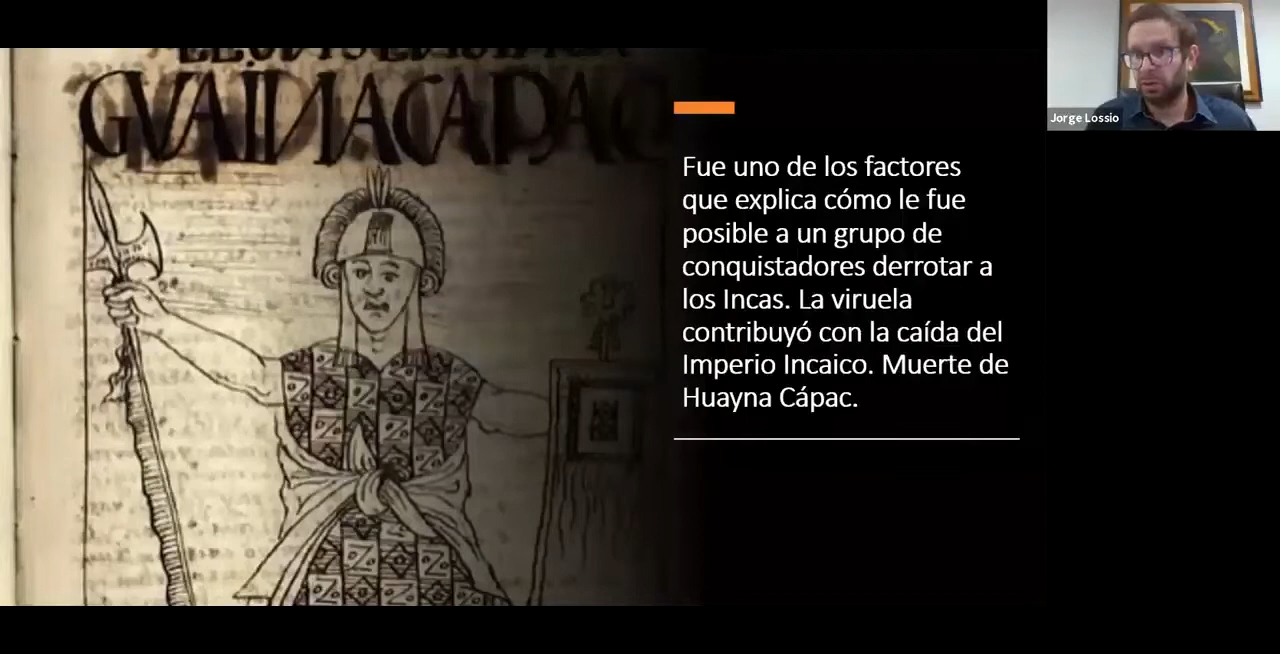 GVAINACAPAC
Fue uno de los factores
que explica cómo le fue
posible a un grupo de
conquistadores derrotar a
los Incas. La viruela
contribuyó con la caída del
Imperio Incaico. Muerte de
Huayna Cápac.
Jorge Lossio